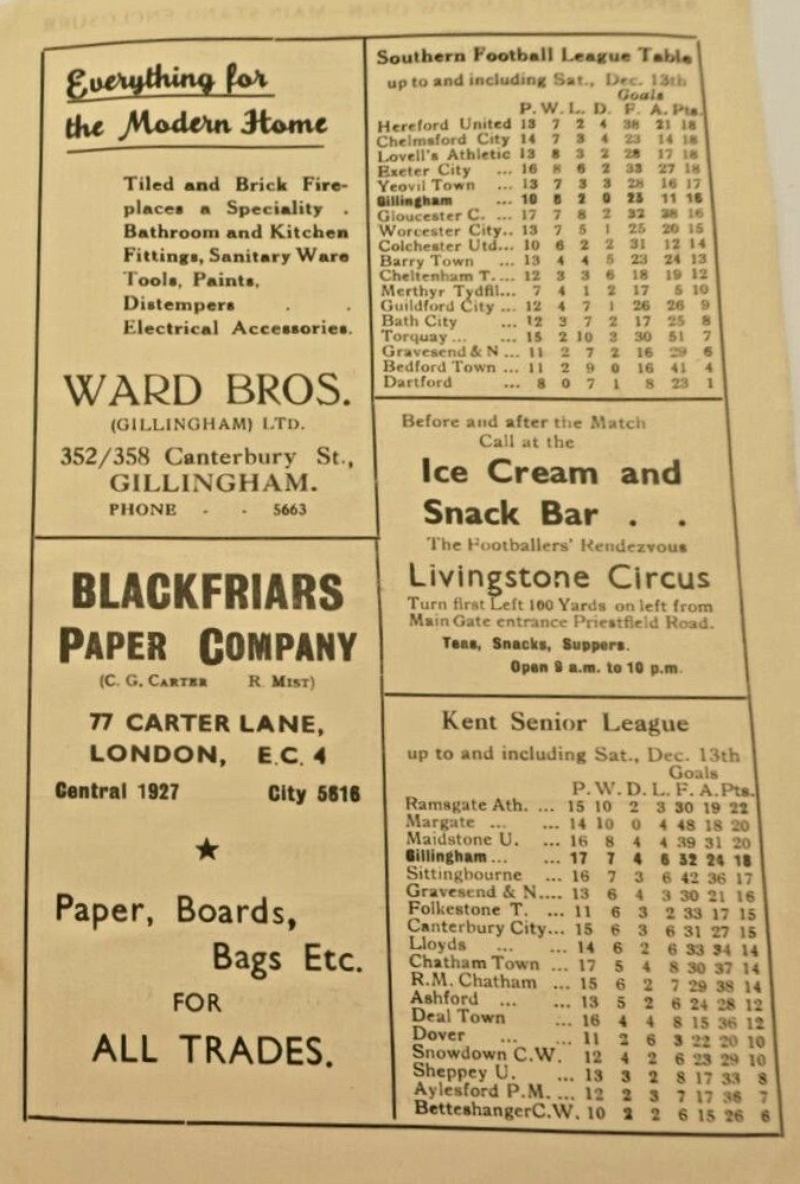 Everything for
the Modern Home
Tiled and Brick Fire-
places a Speciality .
Bathroom and Kitchen
Fittings, Sanitary Ware
Tools, Paints,
Distempers . .
Electrical Accessories.
WARD BROS.
(GILLINGHAM) LTD.
352/358 Canterbury St.,
GILLINGHAM.
PHONE - - 5663
BLACKFRIARS
PAPER COMPANY
(C. G. CARTER R. MIST)
77 CARTER LANE,
LONDON, E.C. 4
Central 1927 City 5816
★
Paper, Boards,
Bags Etc.
FOR
ALL TRADES.
Southern Football League Table
up to and including Sat., Dec. 13th
Goals
P. W. L. D. F. A. Pts.
Hereford United 13 7 2 4 38 21 18
Chelmsford City 14 7 3 4 23 14 18
Lovell's Athletic 13 8 3 2 28 17 18
Exeter City ... 16 8 6 2 33 27 18
Yeovil Town ... 13 7 3 3 28 16 17
Gillingham ... 10 8 2 0 25 11 16
Gloucester C. ... 17 7 8 2 32 38 16
Worcester City.. 13 7 5 1 25 20 15
Colchester Utd... 10 6 2 2 31 12 14
Barry Town ... 13 4 4 5 23 24 13
Cheltenham T.... 12 3 3 6 18 19 12
Merthyr Tydfil... 7 4 1 2 17 5 10
Guildford City ... 12 4 7 1 26 26 9
Bath City ... 12 3 7 2 17 25 8
Torquay ... ... 15 2 10 3 30 51 7
Gravesend & N ... 11 2 7 2 16 29 6
Bedford Town ... 11 2 9 0 16 41 4
Dartford ... 8 0 7 1 8 23 1
Before and after the Match
Call at the
Ice Cream and
Snack Bar . .
The Footballers' Rendezvous
Livingstone Circus
Turn first Left 100 Yards on left from
Main Gate entrance Priestfield Road.
Teas, Snacks, Suppers.
Open 8 a.m. to 10 p.m.
Kent Senior League
up to and including Sat., Dec. 13th
Goals
P. W. D. L. F. A. Pts.
Ramsgate Ath. ... 15 10 2 3 30 19 22
Margate ... ... 14 10 0 4 48 18 20
Maidstone U. ... 16 8 4 4 39 31 20
Gillingham ... ... 17 7 4 6 32 24 18
Sittingbourne ... 16 7 3 6 42 36 17
Gravesend & N.... 13 6 4 3 30 21 16
Folkestone T. ... 11 6 3 2 33 17 15
Canterbury City... 15 6 3 6 31 27 15
Lloyds ... ... 14 6 2 6 33 34 14
Chatham Town ... 17 5 4 8 30 37 14
R.M. Chatham ... 15 6 2 7 29 38 14
Ashford ... ... 13 5 2 6 24 28 12
Deal Town ... 16 4 4 8 15 36 12
Dover ... ... 11 2 6 3 22 20 10
Snowdown C.W. 12 4 2 6 23 29 10
Sheppey U. ... 13 3 2 8 17 33 8
Aylesford P.M. ... 12 2 3 7 17 36 7
Betteshanger C.W. 10 2 2 6 15 26 6